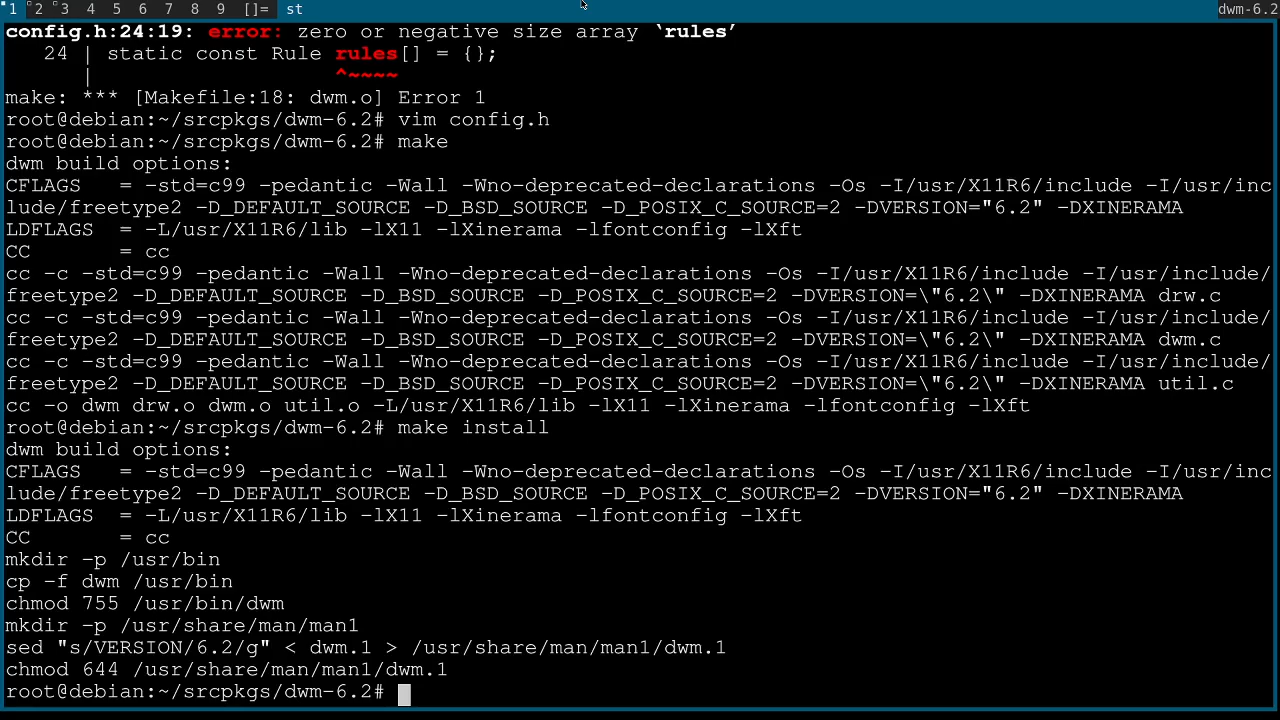 1 2 3 4 5 6 7 8 9 []= st dwm-6.2
config.h:24:19: error: zero or negative size array ‘rules’
24 | static const Rule rules[] = {};
| ^~~~~
make: *** [Makefile:18: dwm.o] Error 1
root@debian:~/srcpkgs/dwm-6.2# vim config.h
root@debian:~/srcpkgs/dwm-6.2# make
dwm build options:
CFLAGS   = -std=c99 -pedantic -Wall -Wno-deprecated-declarations -Os -I/usr/X11R6/include -I/usr/inc
lude/freetype2 -D_DEFAULT_SOURCE -D_BSD_SOURCE -D_POSIX_C_SOURCE=2 -DVERSION="6.2" -DXINERAMA
LDFLAGS  = -L/usr/X11R6/lib -lX11 -lXinerama -lfontconfig -lXft
CC       = cc
cc -c -std=c99 -pedantic -Wall -Wno-deprecated-declarations -Os -I/usr/X11R6/include -I/usr/include/
freetype2 -D_DEFAULT_SOURCE -D_BSD_SOURCE -D_POSIX_C_SOURCE=2 -DVERSION=\"6.2\" -DXINERAMA drw.c
cc -c -std=c99 -pedantic -Wall -Wno-deprecated-declarations -Os -I/usr/X11R6/include -I/usr/include/
freetype2 -D_DEFAULT_SOURCE -D_BSD_SOURCE -D_POSIX_C_SOURCE=2 -DVERSION=\"6.2\" -DXINERAMA dwm.c
cc -c -std=c99 -pedantic -Wall -Wno-deprecated-declarations -Os -I/usr/X11R6/include -I/usr/include/
freetype2 -D_DEFAULT_SOURCE -D_BSD_SOURCE -D_POSIX_C_SOURCE=2 -DVERSION=\"6.2\" -DXINERAMA util.c
cc -o dwm drw.o dwm.o util.o -L/usr/X11R6/lib -lX11 -lXinerama -lfontconfig -lXft
root@debian:~/srcpkgs/dwm-6.2# make install
dwm build options:
CFLAGS   = -std=c99 -pedantic -Wall -Wno-deprecated-declarations -Os -I/usr/X11R6/include -I/usr/inc
lude/freetype2 -D_DEFAULT_SOURCE -D_BSD_SOURCE -D_POSIX_C_SOURCE=2 -DVERSION="6.2" -DXINERAMA
LDFLAGS  = -L/usr/X11R6/lib -lX11 -lXinerama -lfontconfig -lXft
CC       = cc
mkdir -p /usr/bin
cp -f dwm /usr/bin
chmod 755 /usr/bin/dwm
mkdir -p /usr/share/man/man1
sed "s/VERSION/6.2/g" < dwm.1 > /usr/share/man/man1/dwm.1
chmod 644 /usr/share/man/man1/dwm.1
root@debian:~/srcpkgs/dwm-6.2#